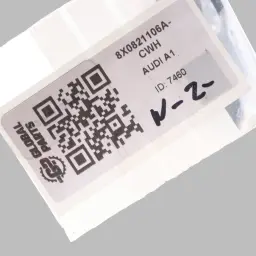 8X0821106A-
CWH
AUDI A1
ID: 7460
N-2-
GLOBAL
PARTS